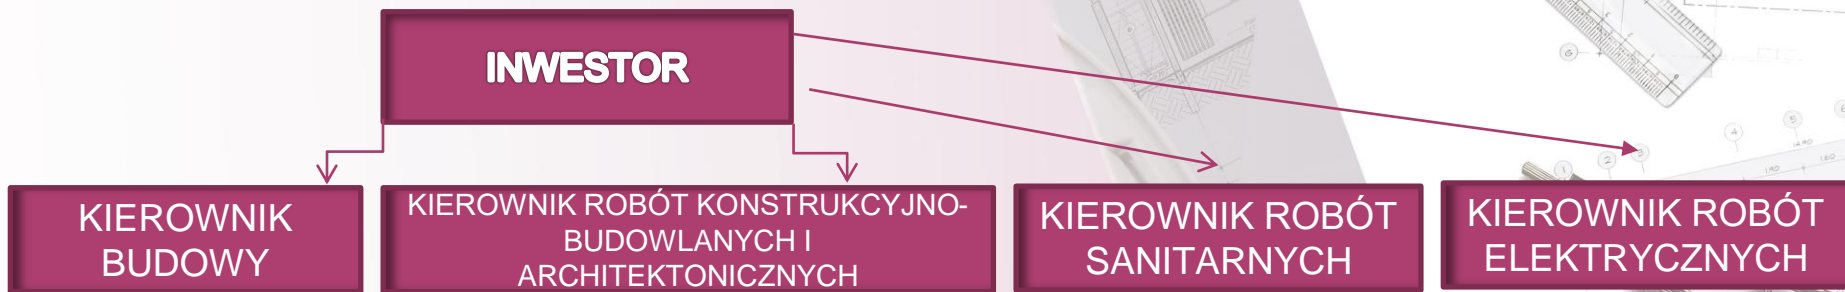 INWESTOR
KIEROWNIK
BUDOWY
KIEROWNIK ROBÓT KONSTRUKCYJNO-
BUDOWLANYCH I
ARCHITEKTONICZNYCH
KIEROWNIK ROBÓT
SANITARNYCH
KIEROWNIK ROBÓT
ELEKTRYCZNYCH